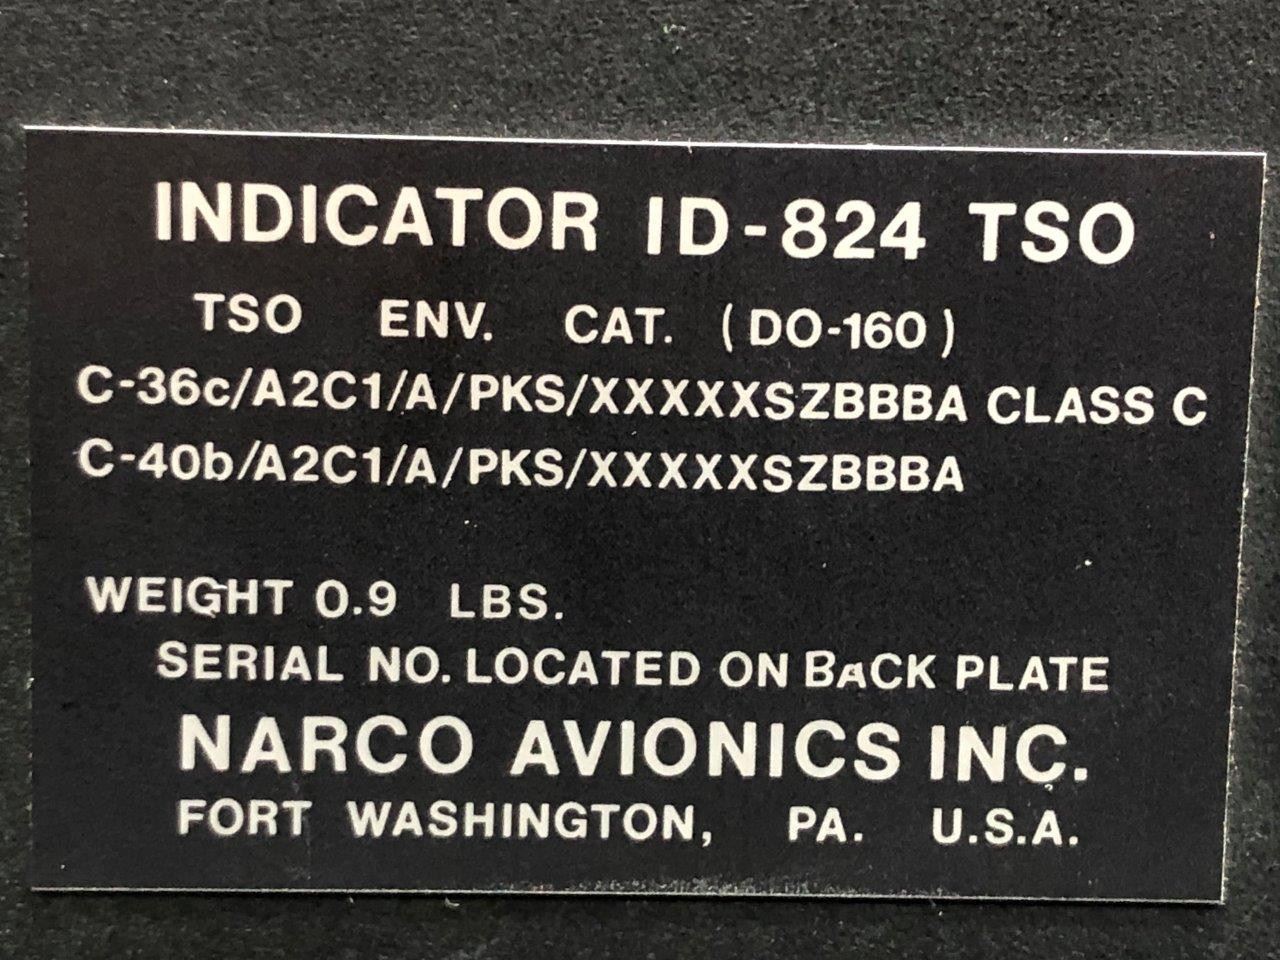 INDICATOR ID-824 TSO
TSO ENV. CAT. (DO-160)
C-36c/A2C1/A/PKS/XXXXXSZBBBA CLASS C
C-40b/A2C1/A/PKS/XXXXXSZBBBA
WEIGHT 0.9 LBS.
SERIAL NO. LOCATED ON BACK PLATE
NARCO AVIONICS INC.
FORT WASHINGTON, PA. U.S.A.